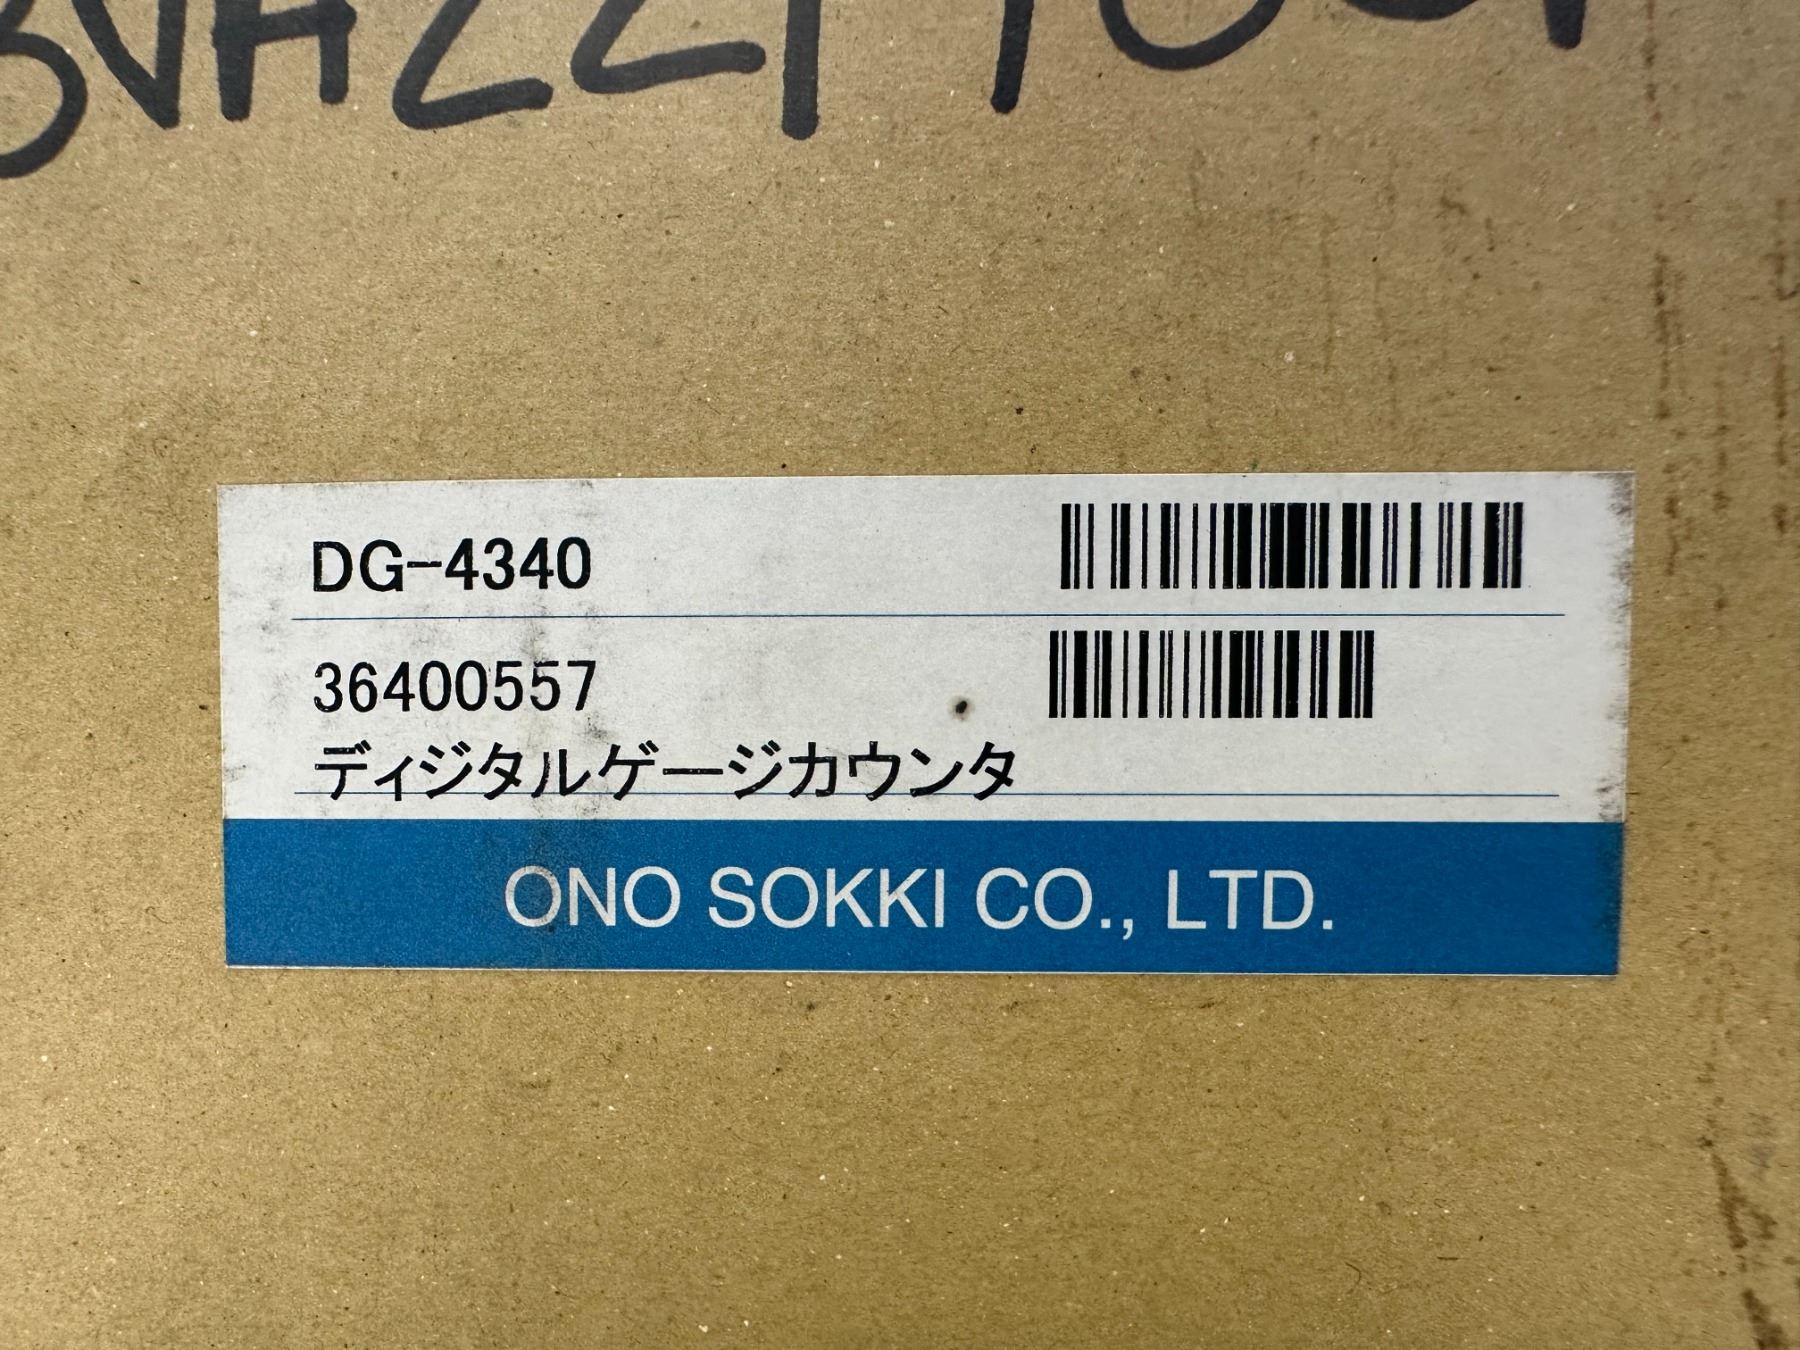 DG-4340
36400557
ディジタルゲージカウンタ
ONO SOKKI CO., LTD.